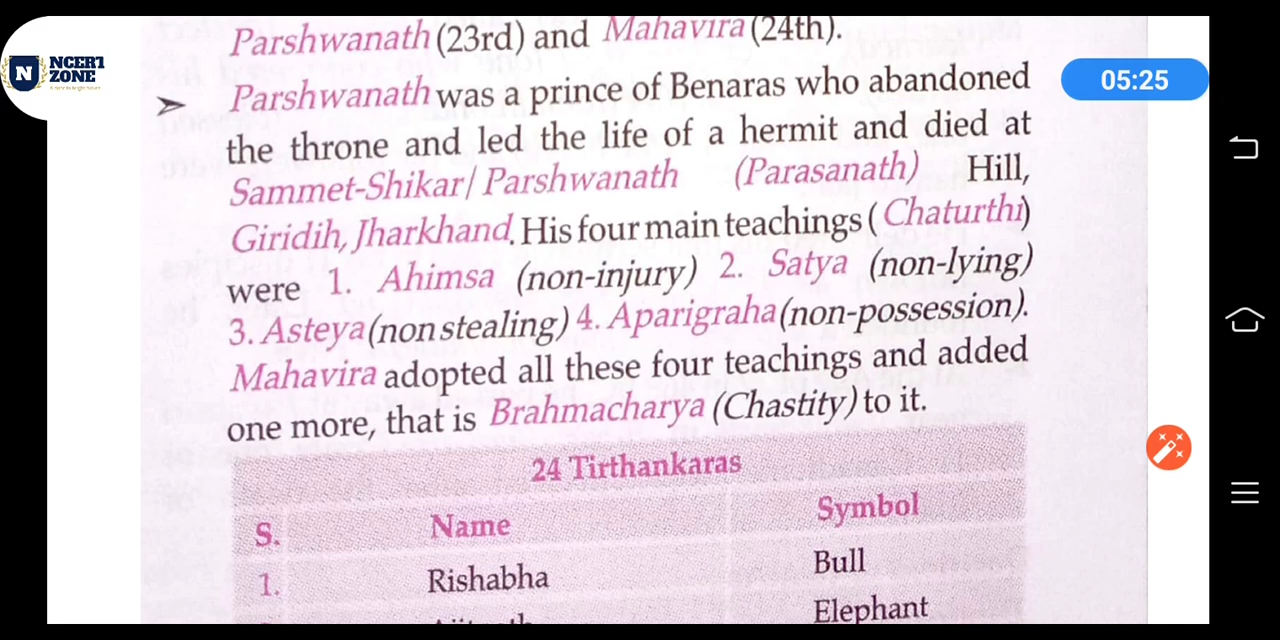 Parshwanath (23rd) and Mahavira (24th).
NCERT
ZONE
05:25
➤ Parshwanath was a prince of Benaras who abandoned
the throne and led the life of a hermit and died at
Sammet-Shikar/ Parshwanath (Parasanath) Hill,
Giridih, Jharkhand. His four main teachings ( Chaturthi)
were 1. Ahimsa (non-injury) 2. Satya (non-lying)
3. Asteya (non stealing) 4. Aparigraha (non-possession).
Mahavira adopted all these four teachings and added
one more, that is Brahmacharya (Chastity) to it.
24 Tirthankaras
S. Name Symbol
1. Rishabha Bull
Elephant